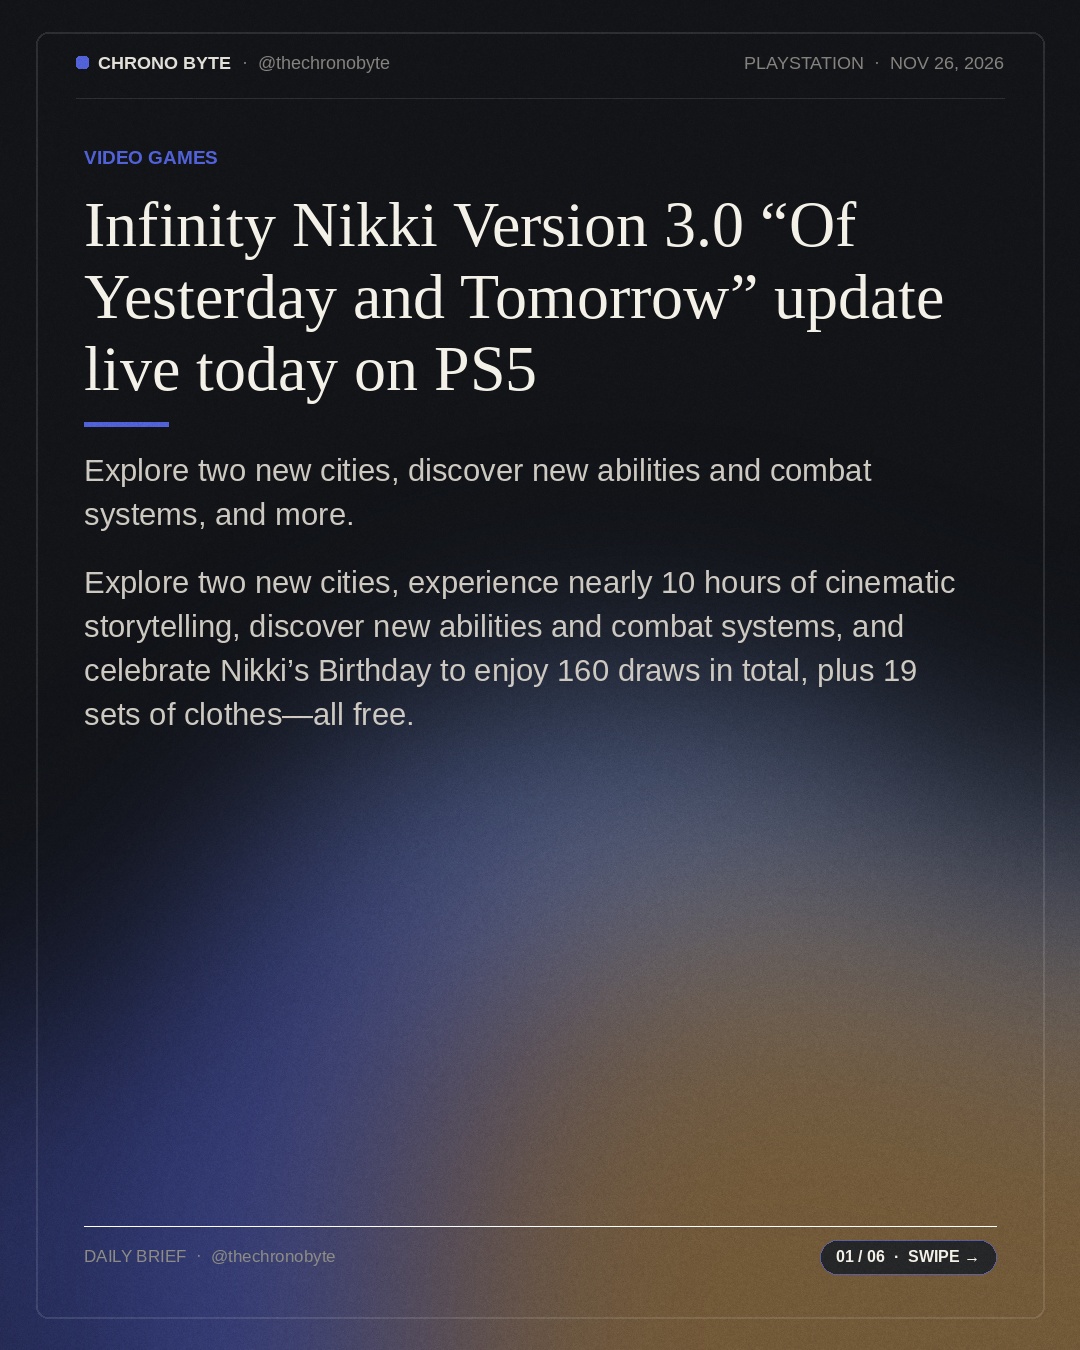 CHRONO BYTE · @thechronobyte
PLAYSTATION · NOV 26, 2026
VIDEO GAMES
Infinity Nikki Version 3.0 “Of
Yesterday and Tomorrow” update
live today on PS5
Explore two new cities, discover new abilities and combat
systems, and more.
Explore two new cities, experience nearly 10 hours of cinematic
storytelling, discover new abilities and combat systems, and
celebrate Nikki’s Birthday to enjoy 160 draws in total, plus 19
sets of clothes—all free.
DAILY BRIEF · @thechronobyte
01 / 06 · SWIPE →